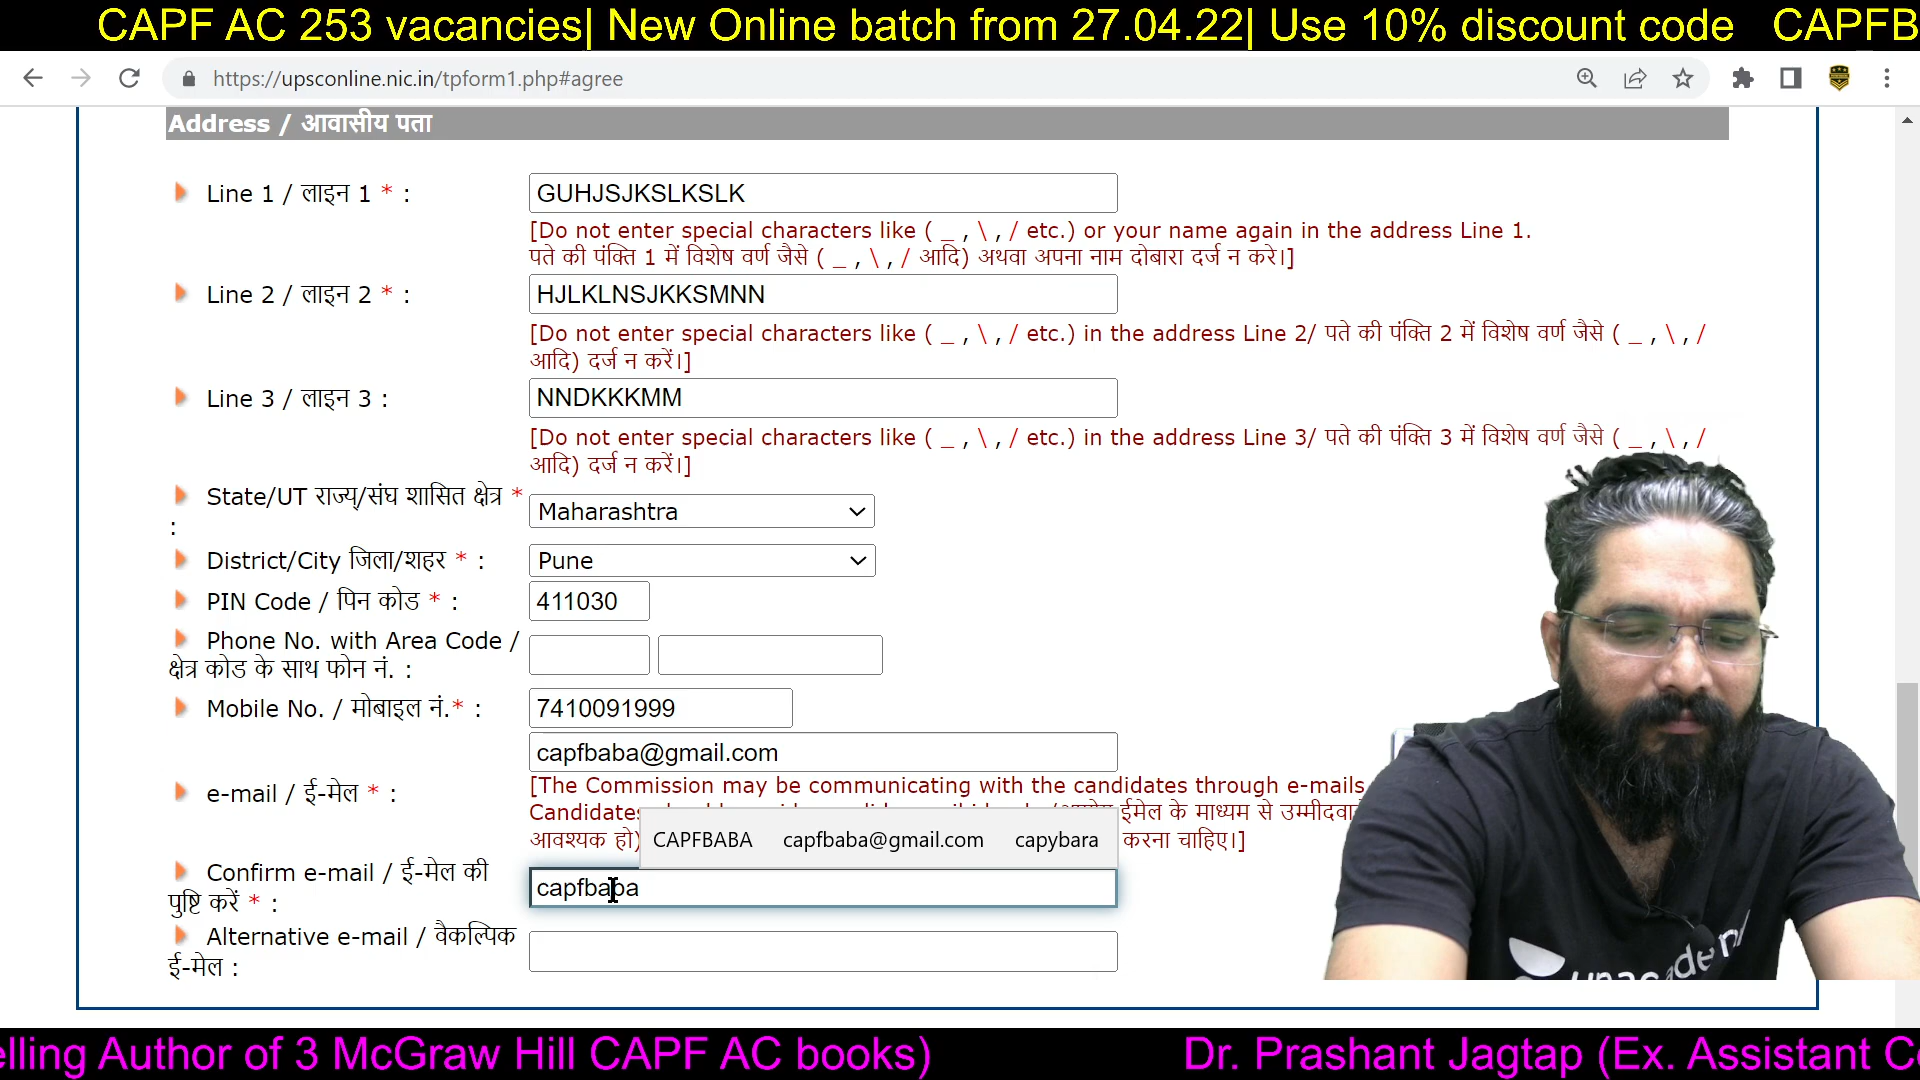 CAPF AC 253 vacancies| New Online batch from 27.04.22| Use 10% discount code CAPFB
https://upsconline.nic.in/tpform1.php#agree
Address / आवासीय पता
Line 1 / लाइन 1 * :
GUHJSJKSLKSLK
[Do not enter special characters like ( _ , \ , / etc.) or your name again in the address Line 1.
पते की पंक्ति 1 में विशेष वर्ण जैसे ( _ , \ , / आदि) अथवा अपना नाम दोबारा दर्ज न करे।]
Line 2 / लाइन 2 * :
HJLKLNSJKKSMNN
[Do not enter special characters like ( _ , \ , / etc.) in the address Line 2/ पते की पंक्ति 2 में विशेष वर्ण जैसे ( _ , \ , /
आदि) दर्ज न करें।]
Line 3 / लाइन 3 :
NNDKKKMM
[Do not enter special characters like ( _ , \ , / etc.) in the address Line 3/ पते की पंक्ति 3 में विशेष वर्ण जैसे ( _ , \ , /
आदि) दर्ज न करें।]
State/UT राज्य/संघ शासित क्षेत्र *
:
Maharashtra
District/City जिला/शहर * :
Pune
PIN Code / पिन कोड * :
411030
Phone No. with Area Code /
क्षेत्र कोड के साथ फोन नं. :
Mobile No. / मोबाइल नं.* :
7410091999
capfbaba@gmail.com
e-mail / ई-मेल * :
[The Commission may be communicating with the candidates through e-mails
Candidates ईमेल के माध्यम से
आवश्यक हो) करना चाहिए।]
CAPFBABA capfbaba@gmail.com capybara
Confirm e-mail / ई-मेल की
पुष्टि करें * :
capfbaba
Alternative e-mail / वैकल्पिक
ई-मेल :
elling Author of 3 McGraw Hill CAPF AC books) Dr. Prashant Jagtap (Ex. Assistant Co